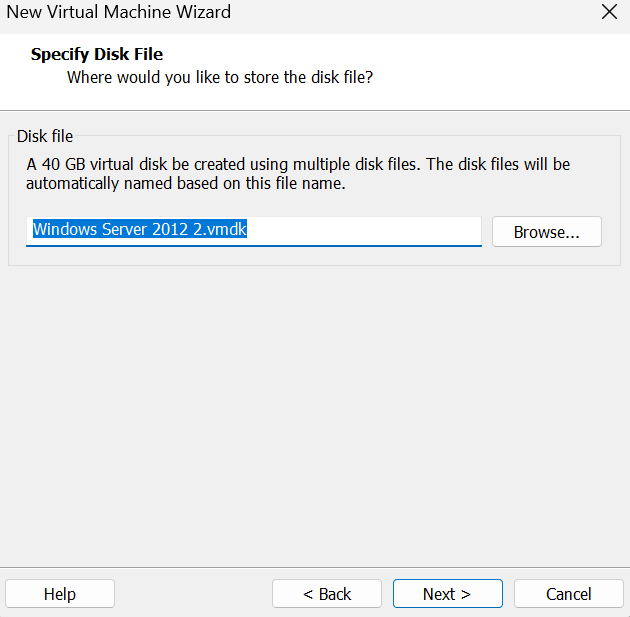 New Virtual Machine Wizard
Specify Disk File
Where would you like to store the disk file?
Disk file
A 40 GB virtual disk be created using multiple disk files. The disk files will be
automatically named based on this file name.
Windows Server 2012 2.vmdk
Browse...
Help
< Back
Next >
Cancel